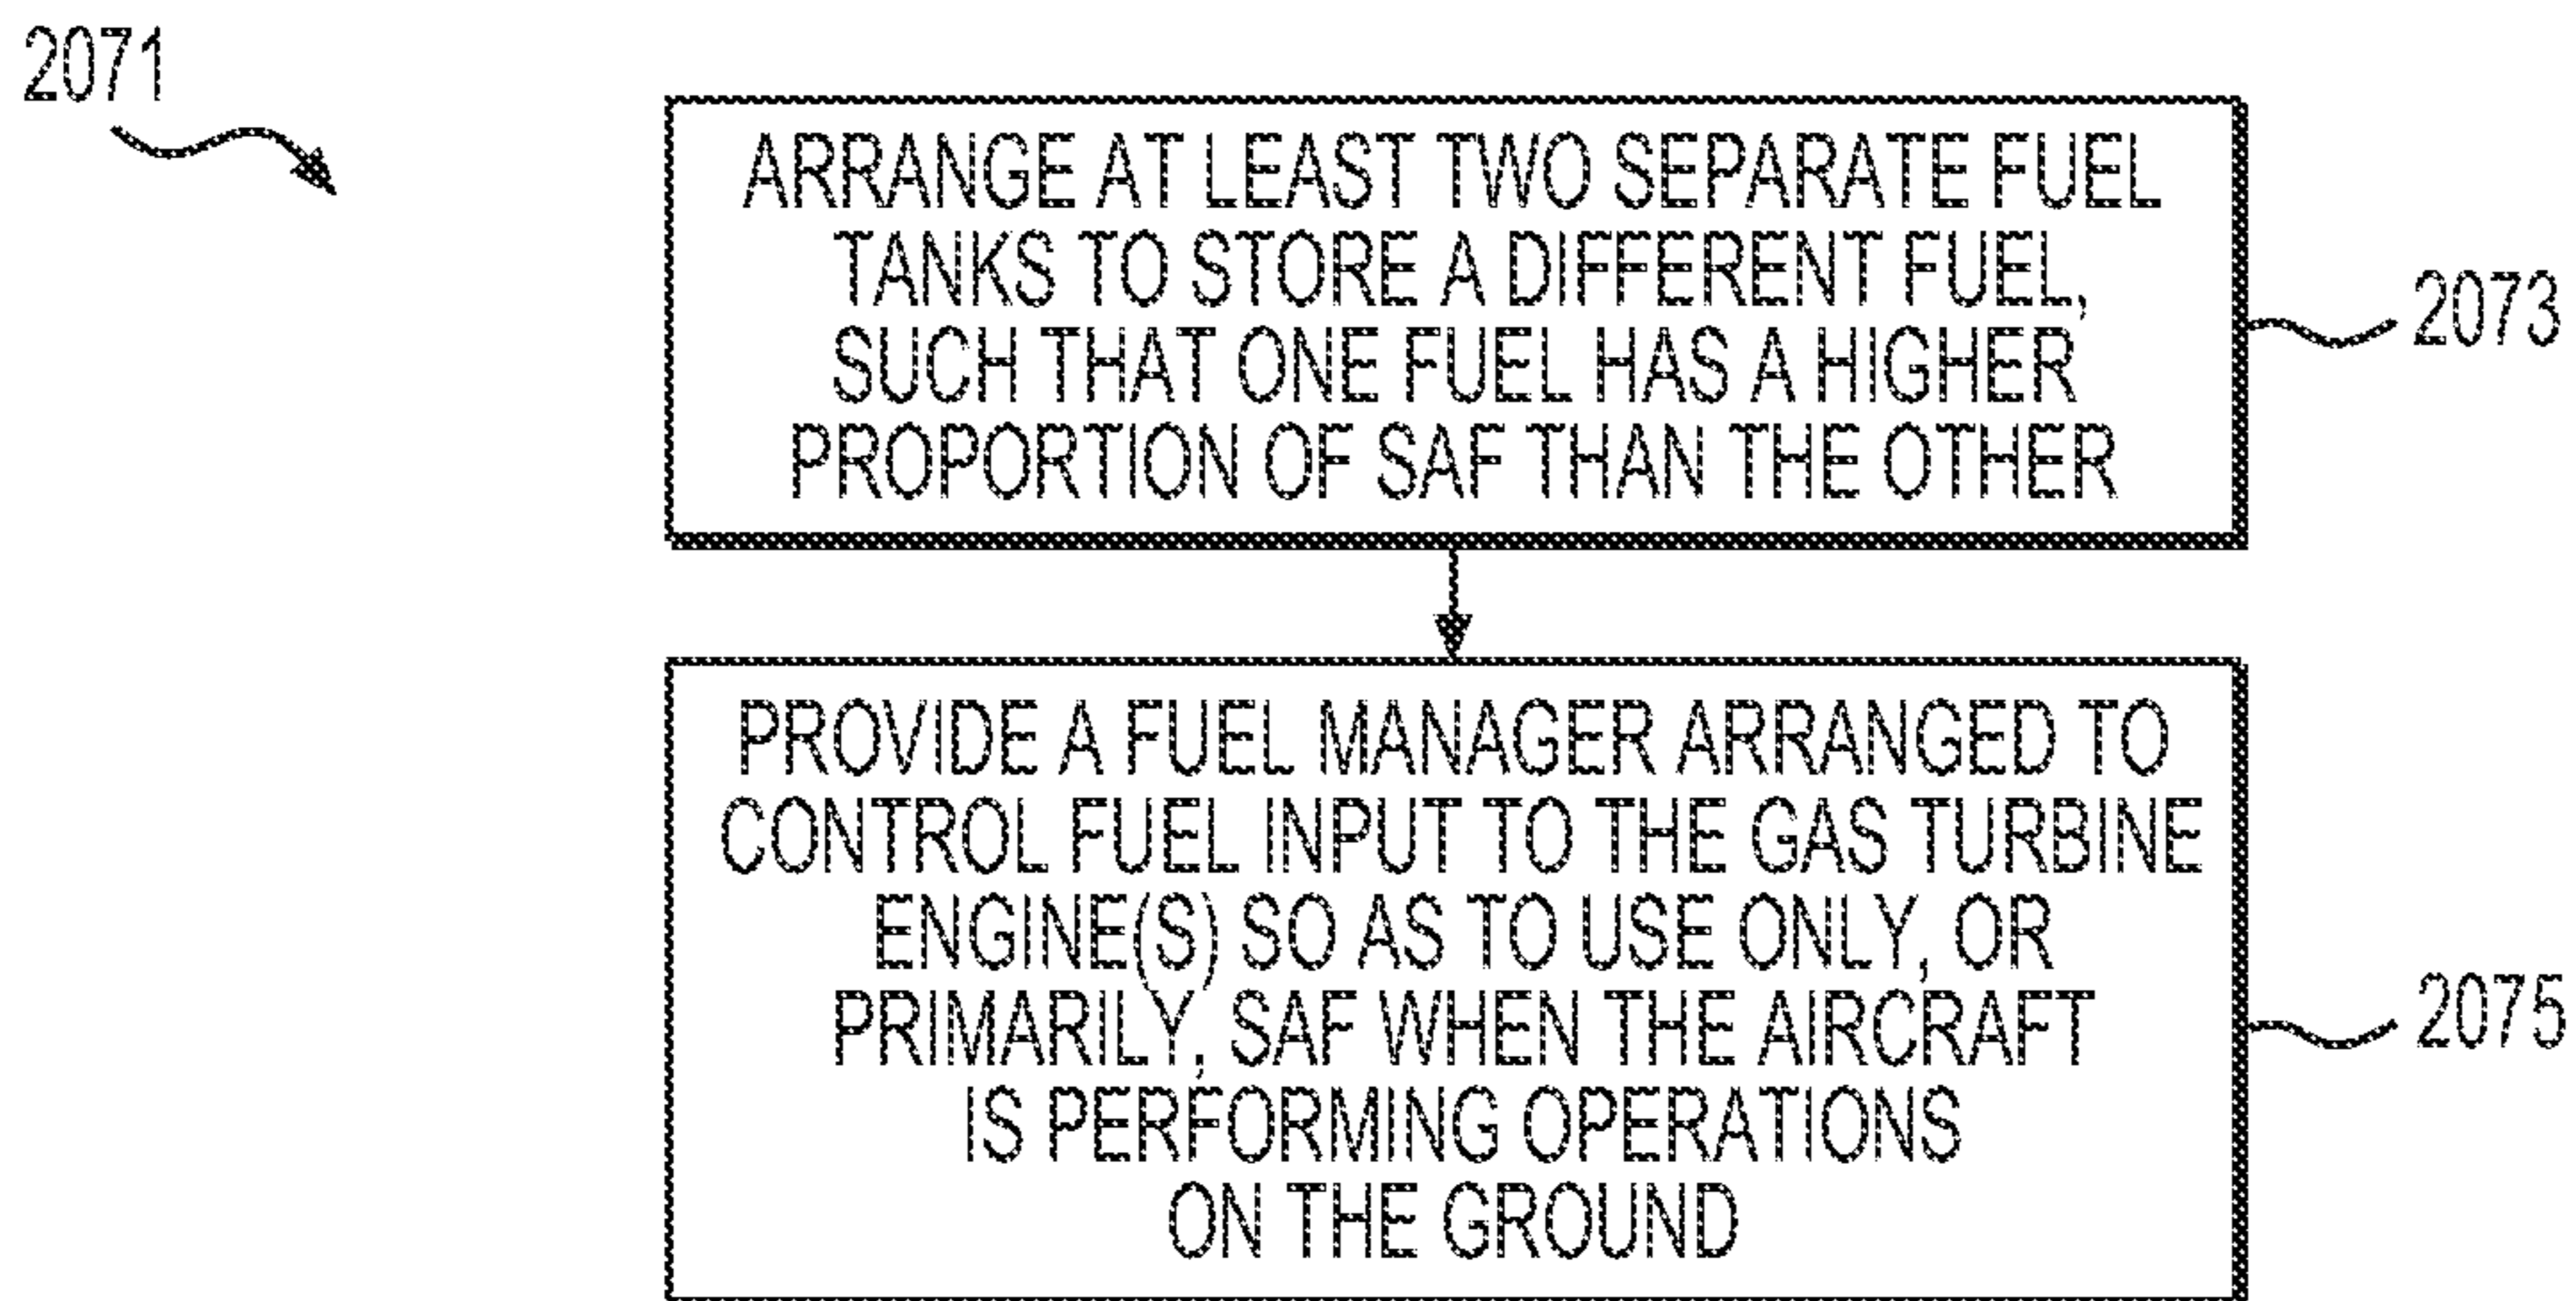 2071
ARRANGE AT LEAST TWO SEPARATE FUEL
TANKS TO STORE A DIFFERENT FUEL,
SUCH THAT ONE FUEL HAS A HIGHER
PROPORTION OF SAF THAN THE OTHER
2073
PROVIDE A FUEL MANAGER ARRANGED TO
CONTROL FUEL INPUT TO THE GAS TURBINE
ENGINE(S) SO AS TO USE ONLY, OR
PRIMARILY, SAF WHEN THE AIRCRAFT
IS PERFORMING OPERATIONS
ON THE GROUND
2075